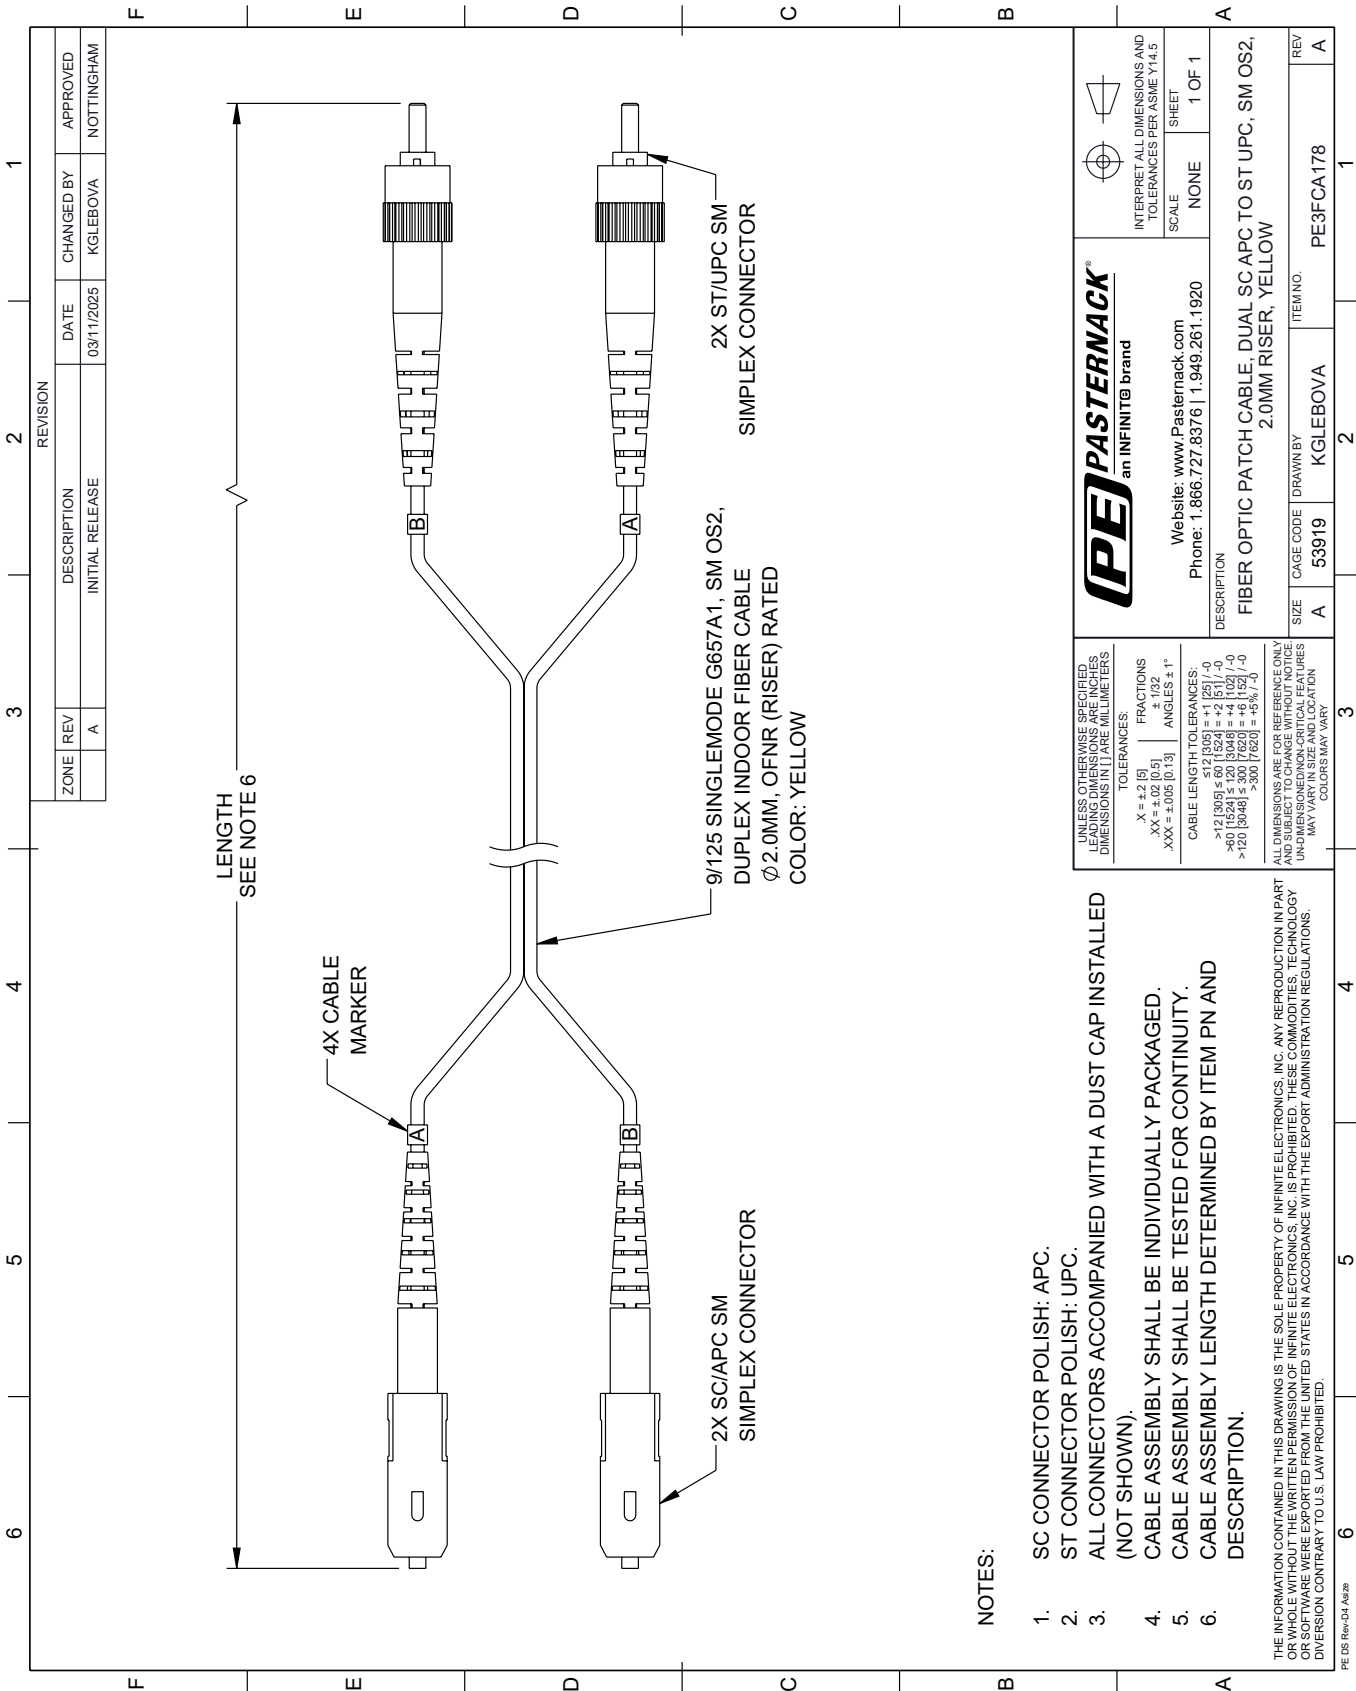 REVISION
ZONE REV DESCRIPTION DATE CHANGED BY APPROVED
A INITIAL RELEASE 03/11/2025 KGLEBOVA NOTTINGHAM
6 5 4 3 2 1
F
E
D
C
B
A
LENGTH
SEE NOTE 6
4X CABLE
MARKER
A
B
B
A
2X SC/APC SM
SIMPLEX CONNECTOR
9/125 SINGLEMODE G657A1, SM OS2,
DUPLEX INDOOR FIBER CABLE
∅2.0MM, OFNR (RISER) RATED
COLOR: YELLOW
2X ST/UPC SM
SIMPLEX CONNECTOR
NOTES:
1. SC CONNECTOR POLISH: APC.
2. ST CONNECTOR POLISH: UPC.
3. ALL CONNECTORS ACCOMPANIED WITH A DUST CAP INSTALLED
(NOT SHOWN).
4. CABLE ASSEMBLY SHALL BE INDIVIDUALLY PACKAGED.
5. CABLE ASSEMBLY SHALL BE TESTED FOR CONTINUITY.
6. CABLE ASSEMBLY LENGTH DETERMINED BY ITEM PN AND
DESCRIPTION.
THE INFORMATION CONTAINED IN THIS DRAWING IS THE SOLE PROPERTY OF INFINITE ELECTRONICS, INC. ANY REPRODUCTION IN PART
OR WHOLE WITHOUT THE WRITTEN PERMISSION OF INFINITE ELECTRONICS, INC. IS PROHIBITED. THESE COMMODITIES, TECHNOLOGY
OR SOFTWARE WERE EXPORTED FROM THE UNITED STATES IN ACCORDANCE WITH THE EXPORT ADMINISTRATION REGULATIONS.
DIVERSION CONTRARY TO U.S. LAW PROHIBITED.
UNLESS OTHERWISE SPECIFIED
LEADING DIMENSIONS ARE INCHES
DIMENSIONS IN [ ] ARE MILLIMETERS
TOLERANCES:
.X = ±.2 [5] FRACTIONS
.XX = ±.02 [0.5] ± 1/32
.XXX = ±.005 [0.13] ANGLES ± 1°
CABLE LENGTH TOLERANCES:
≤12 [305] = +1 [25] / -0
>12 [305] ≤ 60 [1524] = +2 [51] / -0
>60 [1524] ≤ 120 [3048] = +4 [102] / -0
>120 [3048] ≤ 300 [7620] = +6 [152] / -0
>300 [7620] = +5% / -0
ALL DIMENSIONS ARE FOR REFERENCE ONLY
AND SUBJECT TO CHANGE WITHOUT NOTICE.
UN-DIMENSIONED/NON-CRITICAL FEATURES
MAY VARY IN SIZE AND LOCATION
COLORS MAY VARY
PE PASTERNACK®
an INFINIT@ brand
Website: www.Pasternack.com
Phone: 1.866.727.8376 | 1.949.261.1920
INTERPRET ALL DIMENSIONS AND
TOLERANCES PER ASME Y14.5
SCALE NONE
SHEET 1 OF 1
DESCRIPTION
FIBER OPTIC PATCH CABLE, DUAL SC APC TO ST UPC, SM OS2,
2.0MM RISER, YELLOW
SIZE A
CAGE CODE 53919
DRAWN BY KGLEBOVA
ITEM NO. PE3FCA178
REV A
F
E
D
C
B
A
6 5 4 3 2 1
PE DS Rev-D4 Asize